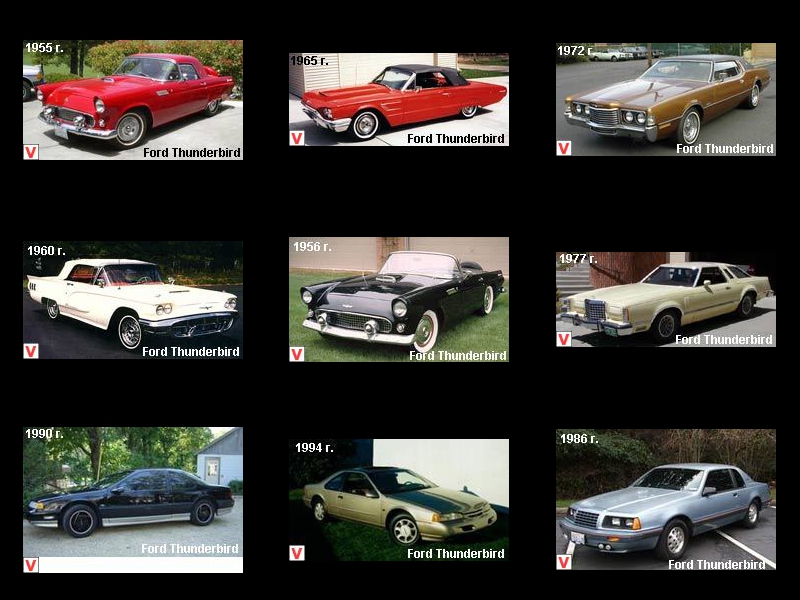 1955 г.
V
Ford Thunderbird
1965 г.
V
Ford Thunderbird
1972 г.
V
Ford Thunderbird
1960 г.
V
Ford Thunderbird
1956 г.
V
Ford Thunderbird
1977 г.
V
Ford Thunderbird
1990 г.
V
Ford Thunderbird
1994 г.
V
Ford Thunderbird
1986 г.
V
Ford Thunderbird